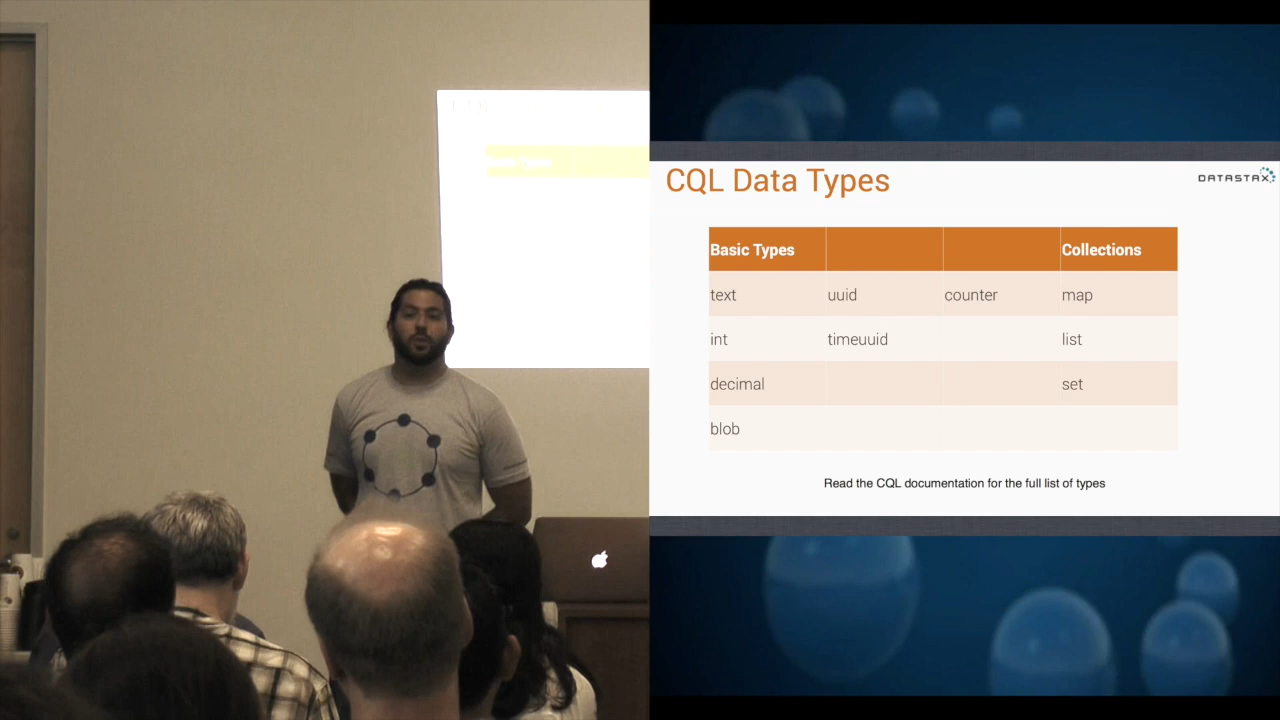 CQL Data Types
DATASTAX
Basic Types Collections
text uuid counter map
int timeuuid list
decimal set
blob
Read the CQL documentation for the full list of types